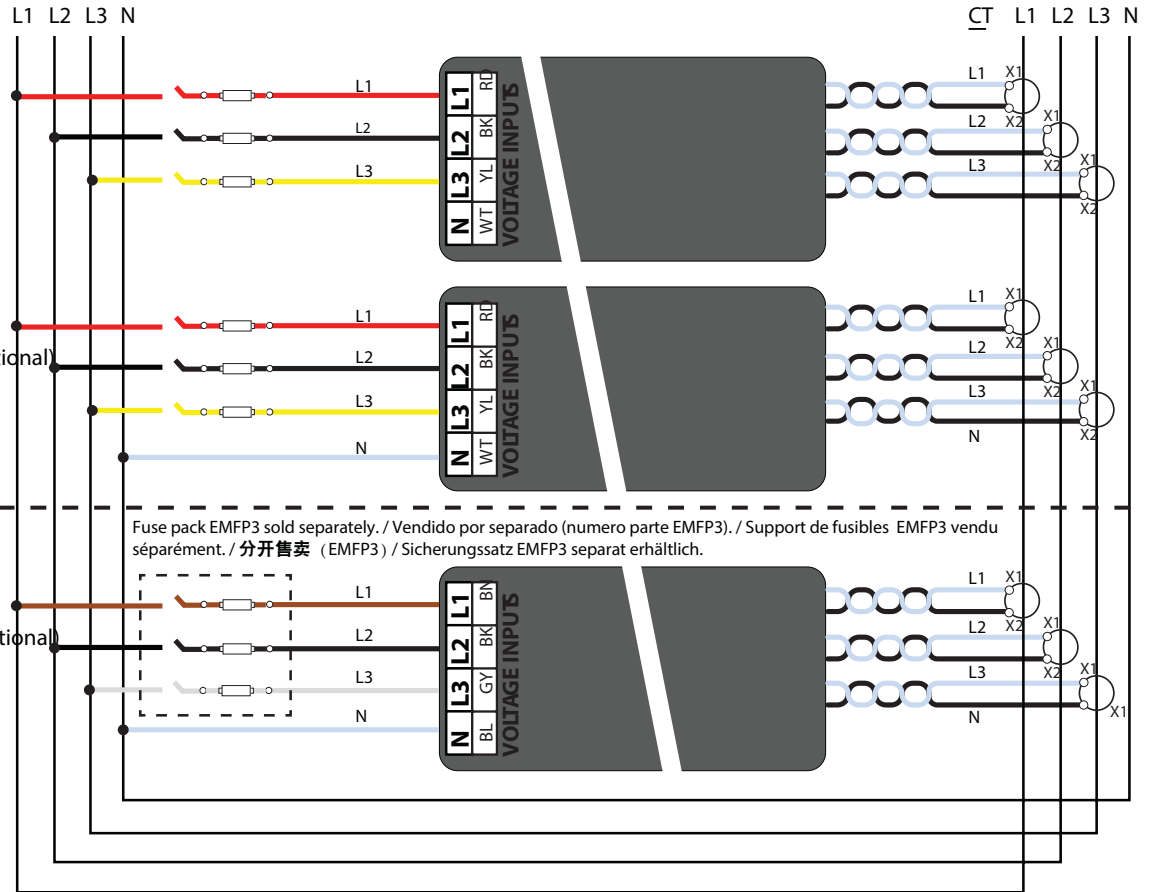 L1 L2 L3 N CT L1 L2 L3 N
L1
L2
L3
L1 RD
L2 BK
L3 YL
N WT
VOLTAGE INPUTS
L1 X1
X2
L2 X1
X2
L3 X1
X2
tional)
L1
L2
L3
N
L1 RD
L2 BK
L3 YL
N WT
VOLTAGE INPUTS
L1 X1
X2
L2 X1
X2
L3 X1
X2
N
Fuse pack EMFP3 sold separately. / Vendido por separado (numero parte EMFP3). / Support de fusibles EMFP3 vendu
séparément. / 分开售卖 (EMFP3) / Sicherungssatz EMFP3 separat erhältlich.
tional)
L1
L2
L3
N
L1 BN
L2 BK
L3 GY
N BL
VOLTAGE INPUTS
L1 X1
X2
L2 X1
X2
L3 X1
X1
N